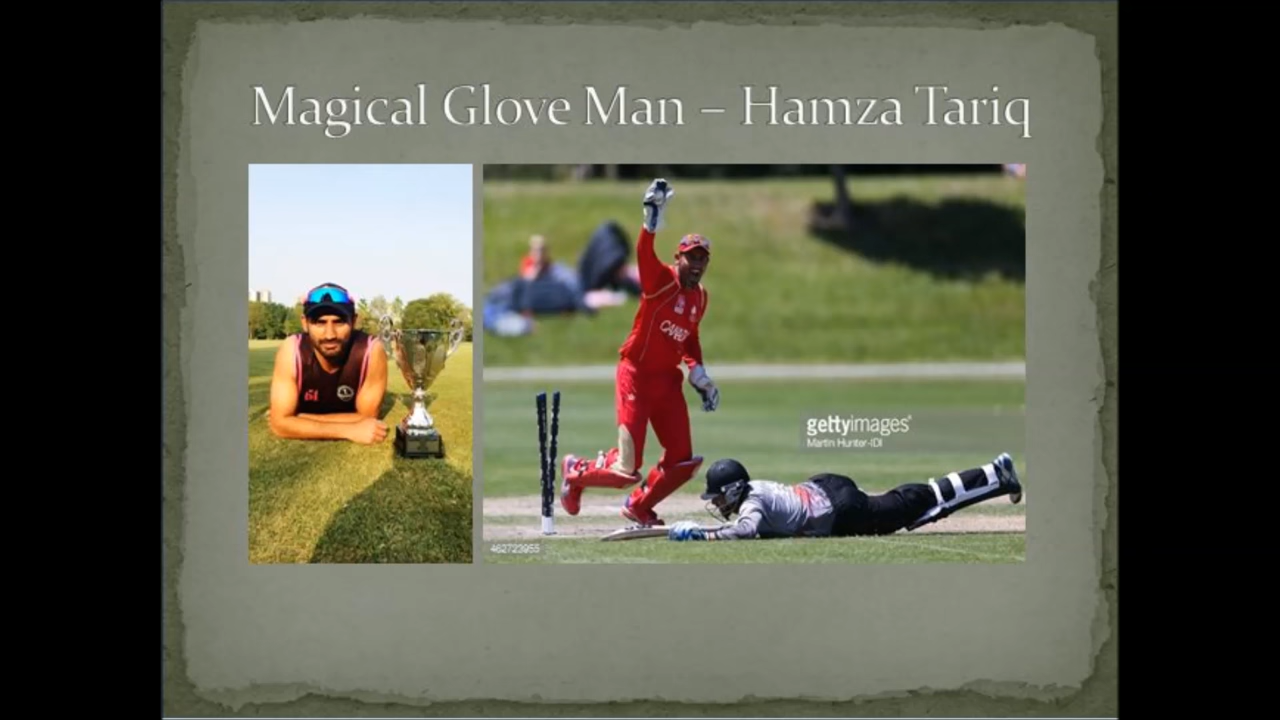 Magical Glove Man – Hamza Tariq
61
CANADA
gettyimages®
Martin Hunter-IDI
462723955